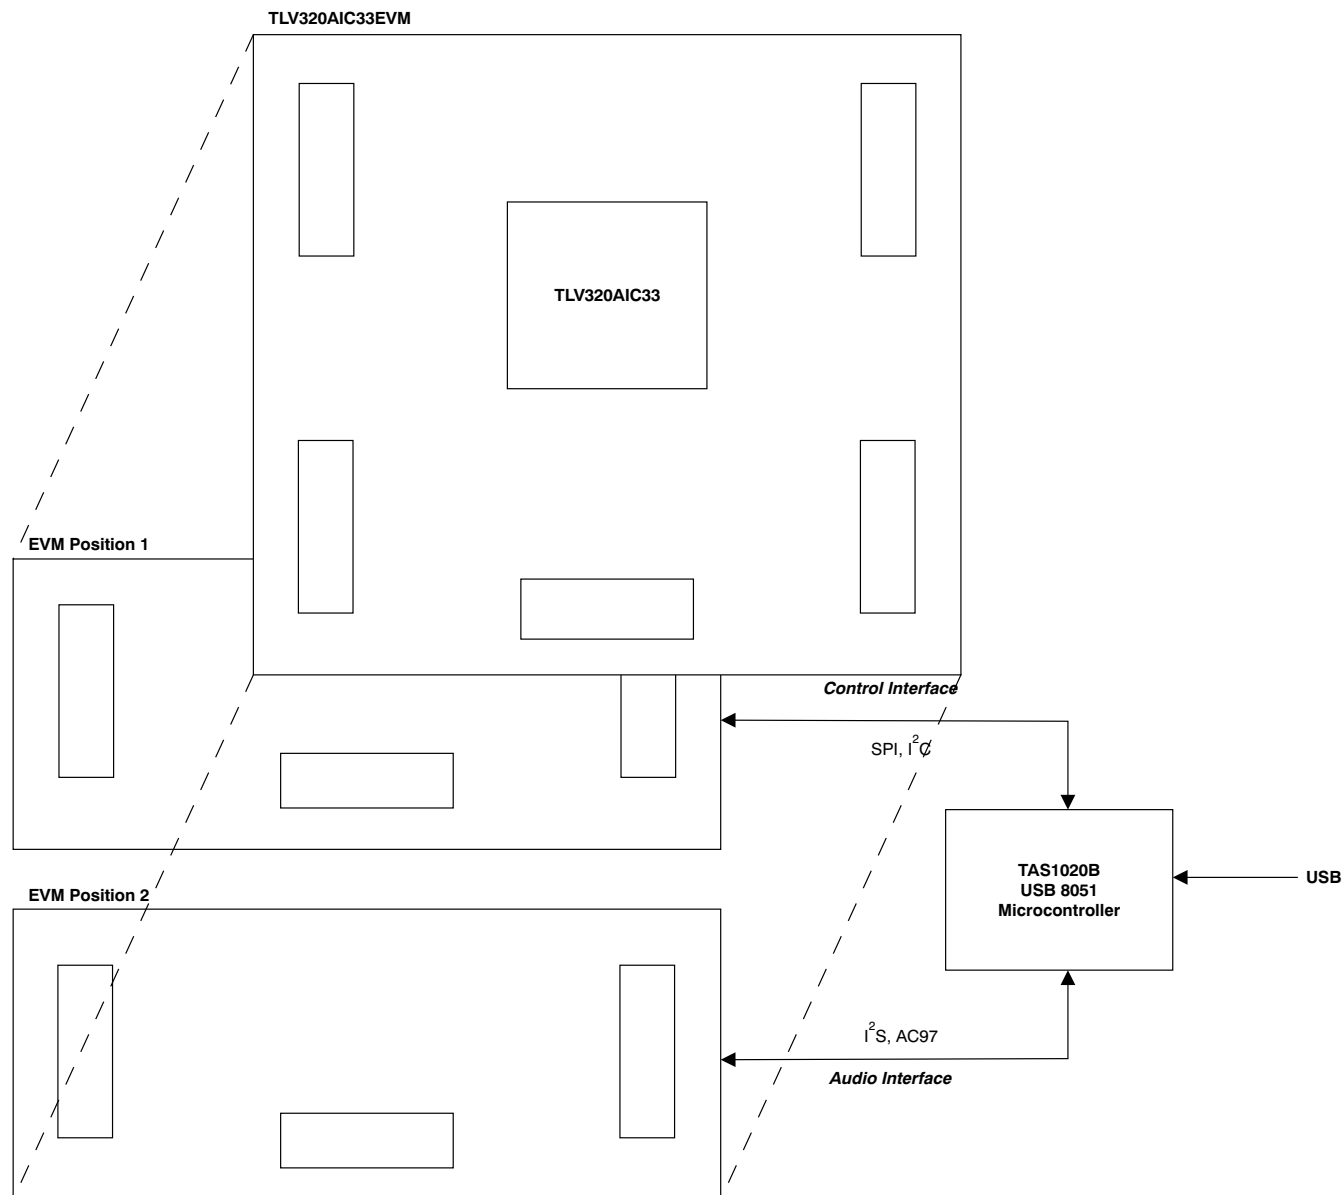 TLV320AIC33EVM
TLV320AIC33
EVM Position 1
Control Interface
SPI, I²C
TAS1020B
USB 8051
Microcontroller
USB
EVM Position 2
I²S, AC97
Audio Interface